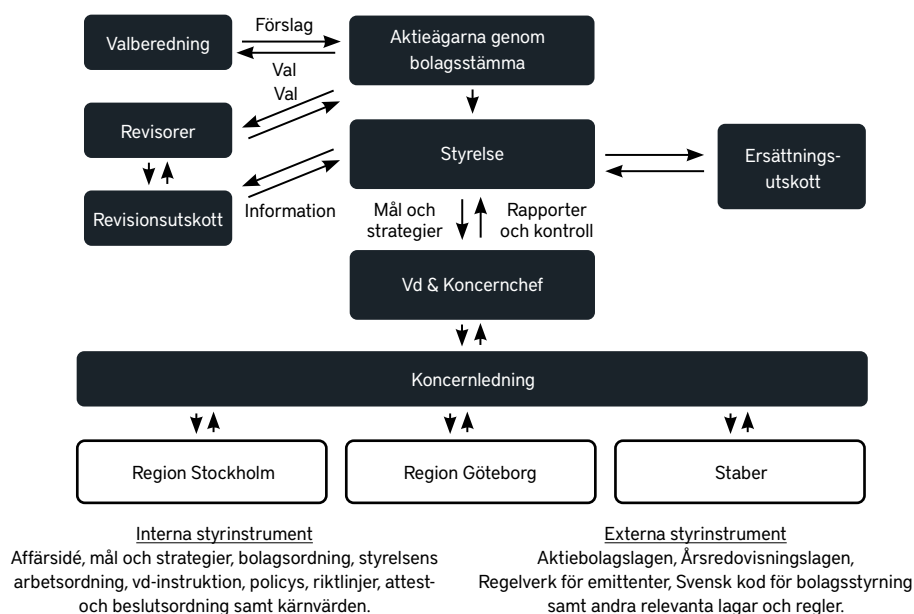 Valberedning
Förslag
Aktieägarna genom
bolagsstämma
Val
Val
Revisorer
Styrelse
Ersättnings-
utskott
Revisionsutskott
Information
Mål och
strategier
Rapporter
och kontroll
Vd & Koncernchef
Koncernledning
Region Stockholm
Region Göteborg
Staber
Interna styrinstrument
Affärsidé, mål och strategier, bolagsordning, styrelsens
arbetsordning, vd-instruktion, policys, riktlinjer, attest-
och beslutsordning samt kärnvärden.
Externa styrinstrument
Aktiebolagslagen, Årsredovisningslagen,
Regelverk för emittenter, Svensk kod för bolagsstyrning
samt andra relevanta lagar och regler.